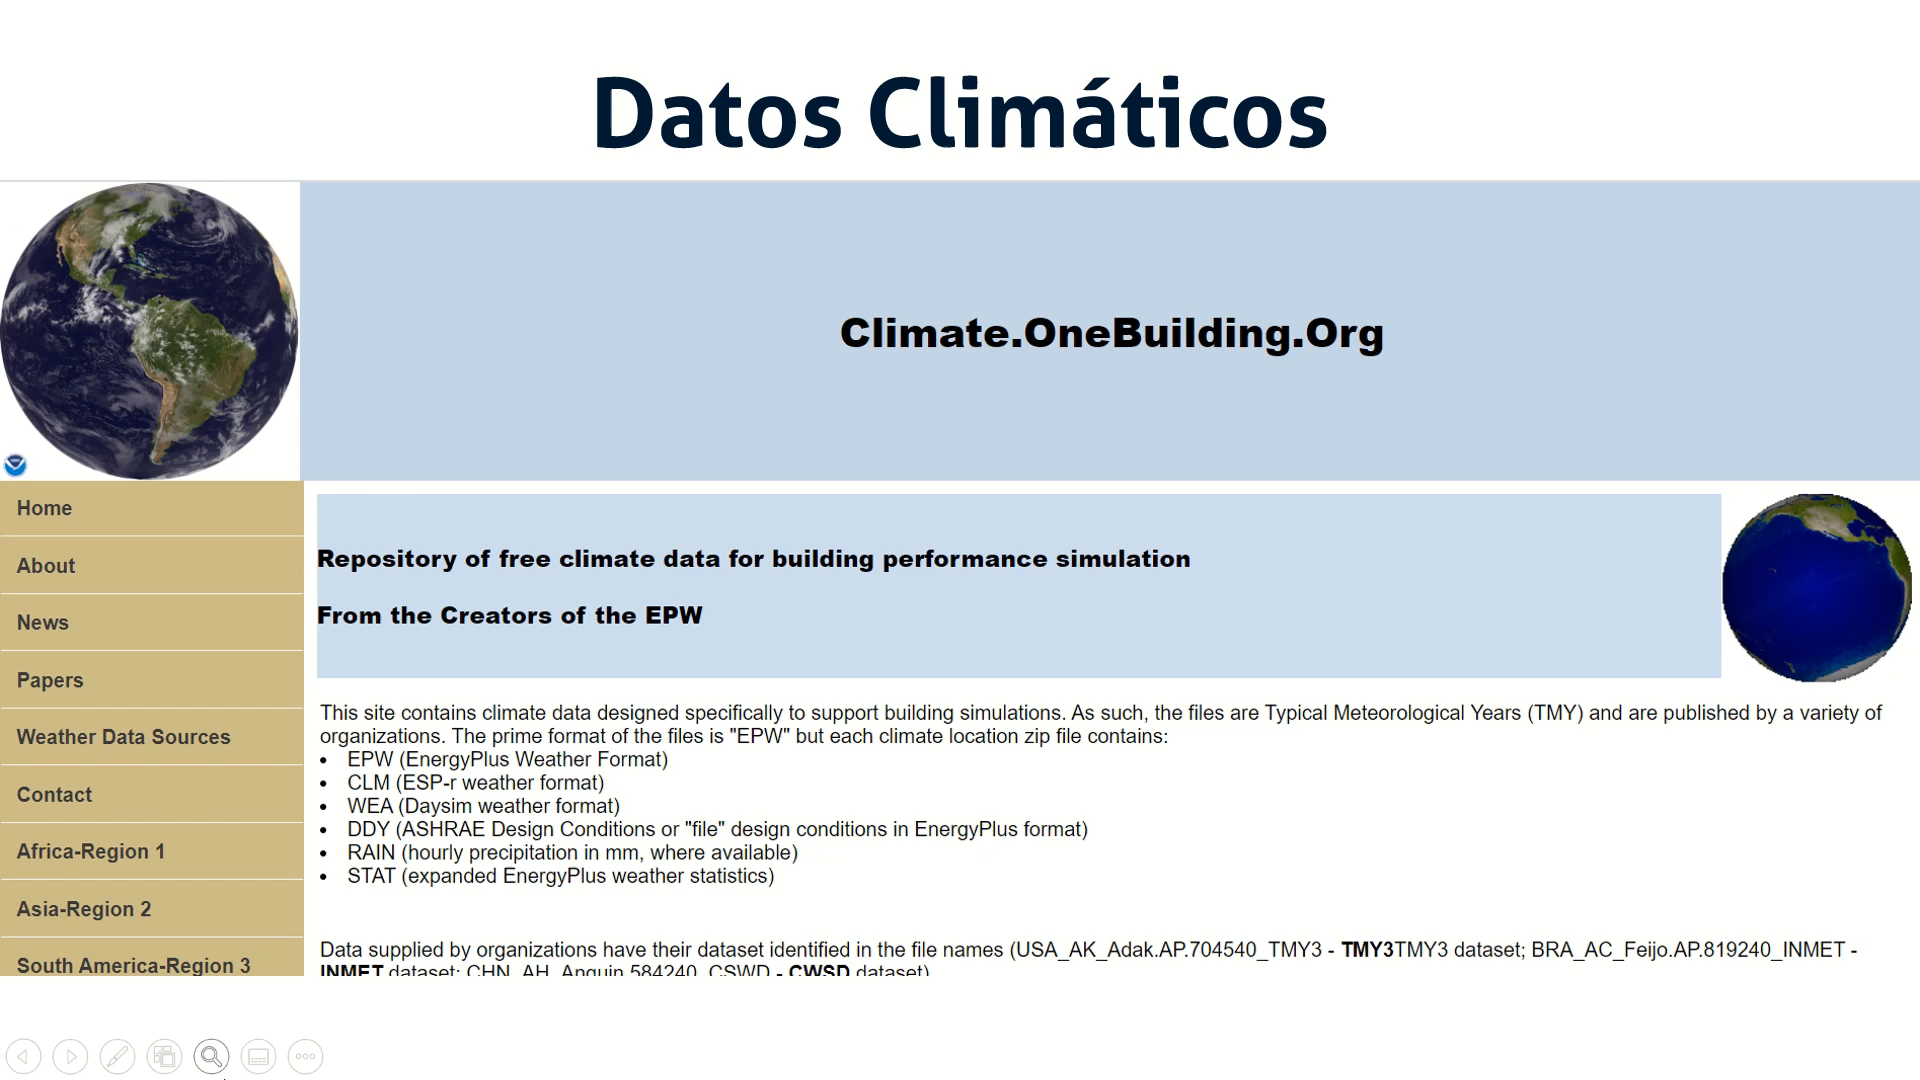 Datos Climáticos
Climate.OneBuilding.Org
Home
About
News
Papers
Weather Data Sources
Contact
Africa-Region 1
Asia-Region 2
South America-Region 3
Repository of free climate data for building performance simulation
From the Creators of the EPW
This site contains climate data designed specifically to support building simulations. As such, the files are Typical Meteorological Years (TMY) and are published by a variety of
organizations. The prime format of the files is "EPW" but each climate location zip file contains:
• EPW (EnergyPlus Weather Format)
• CLM (ESP-r weather format)
• WEA (Daysim weather format)
• DDY (ASHRAE Design Conditions or "file" design conditions in EnergyPlus format)
• RAIN (hourly precipitation in mm, where available)
• STAT (expanded EnergyPlus weather statistics)
Data supplied by organizations have their dataset identified in the file names (USA_AK_Adak.AP.704540_TMY3 - TMY3TMY3 dataset; BRA_AC_Feijo.AP.819240_INMET -
INMET dataset; CHN_AH_Anqin.584240_CSWD - CWSD dataset)